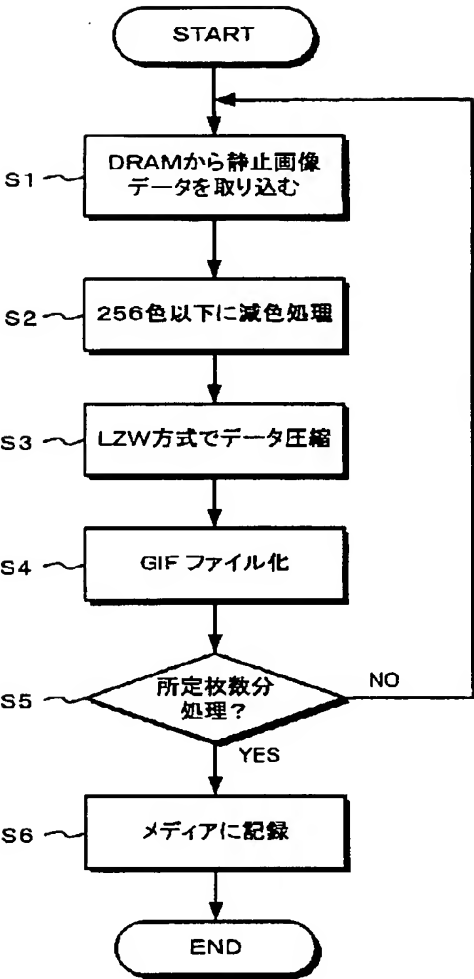 START
S1
DRAMから静止画像
データを取り込む
S2
256色以下に減色処理
S3
LZW方式でデータ圧縮
S4
GIFファイル化
S5
所定枚数分
処理?
NO
YES
S6
メディアに記録
END